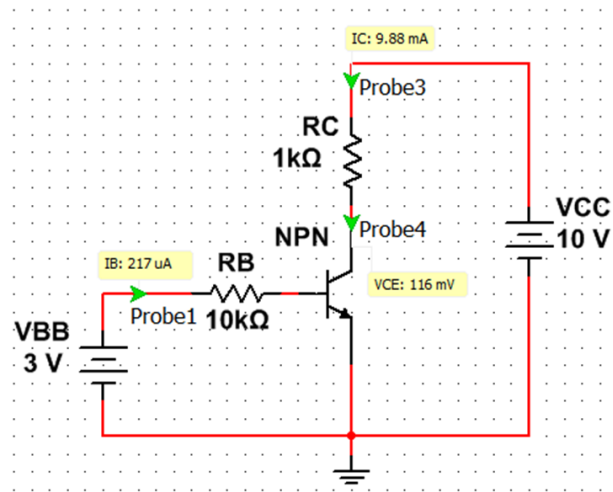 IC: 9.88 mA
Probe3
RC
1kΩ
VCC
10 V
Probe4
NPN
IB: 217 uA
RB
VCE: 116 mV
Probe1
10kΩ
VBB
3 V